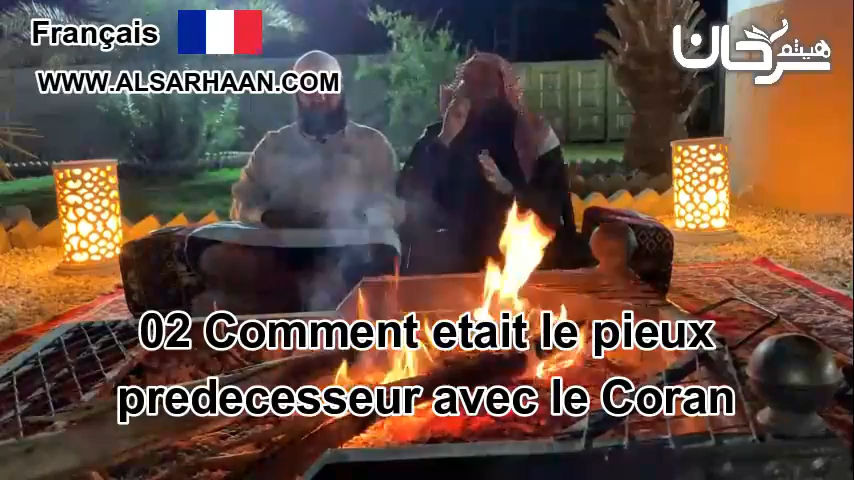 Français
WWW.ALSARHAAN.COM
هيثم
سرحان
02 Comment etait le pieux
predecesseur avec le Coran